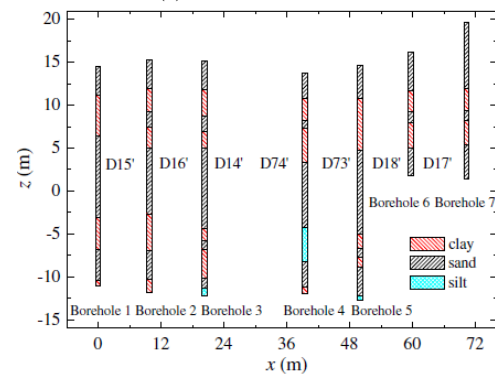 20
15
10
5
0
-5
-10
-15
z (m)
D15' D16' D14' D74' D73' D18' D17'
Borehole 6 Borehole 7
clay
sand
silt
Borehole 1 Borehole 2 Borehole 3 Borehole 4 Borehole 5
0 12 24 36 48 60 72
x (m)